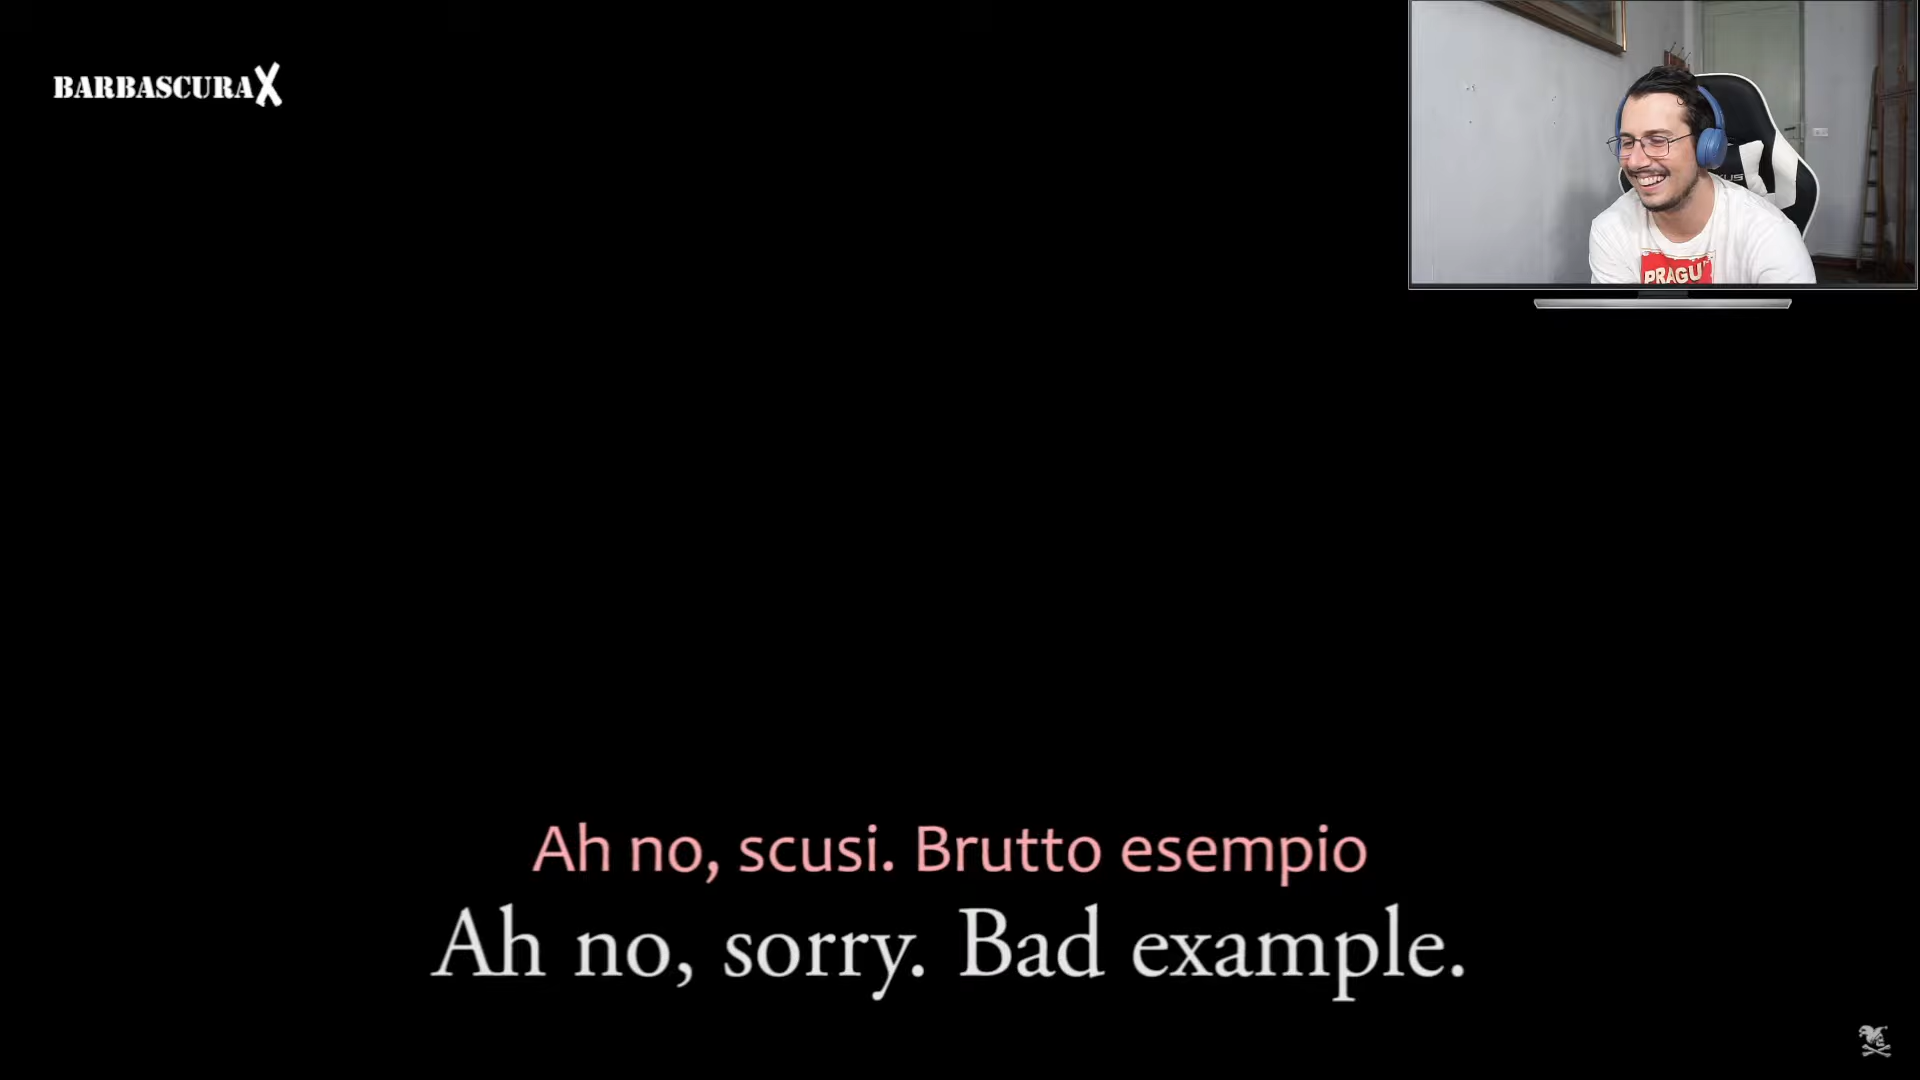 BARBASCURAX
PRAGU
Ah no, scusi. Brutto esempio
Ah no, sorry. Bad example.